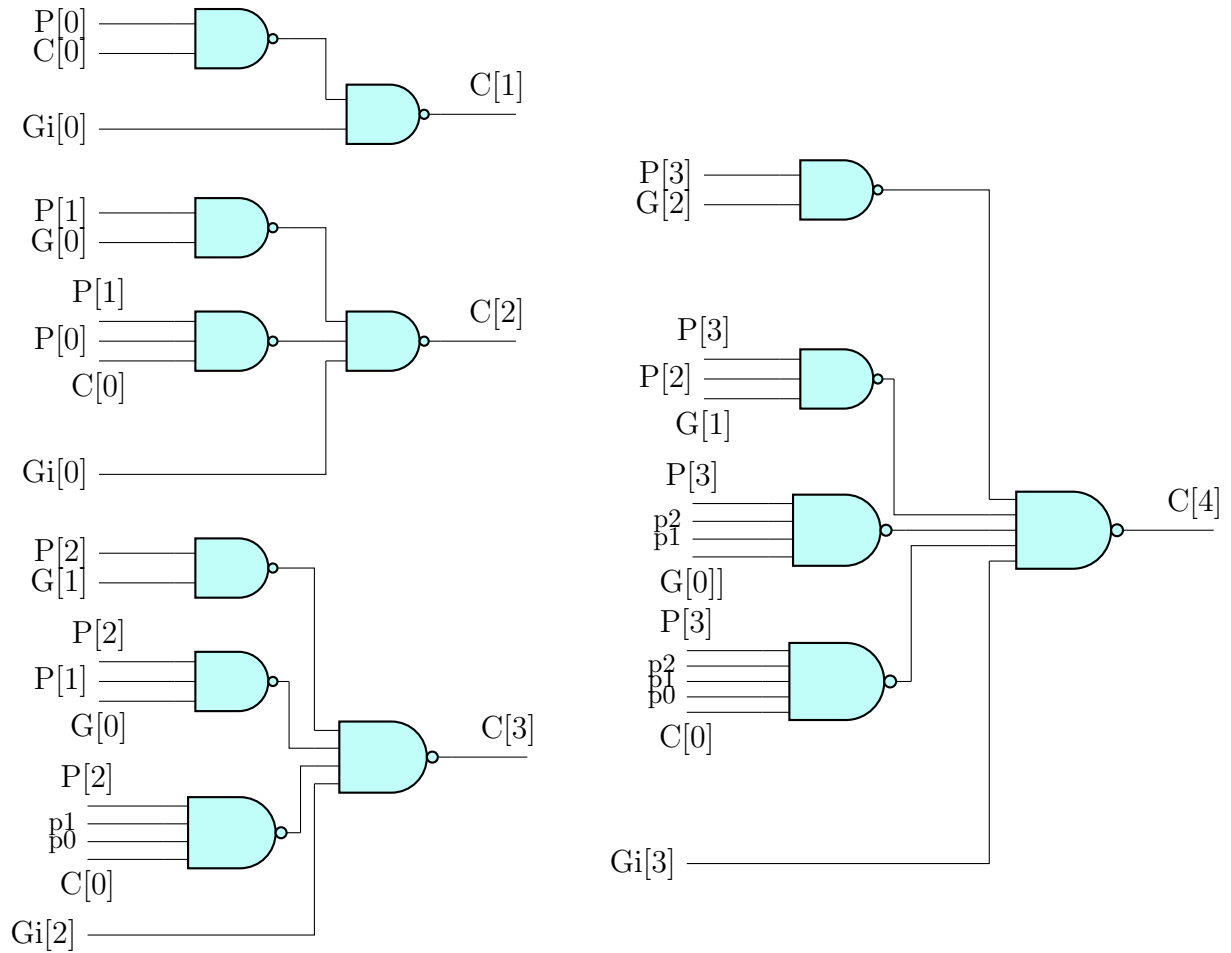 P[0]
C[0]
C[1]
Gi[0]
P[1]
G[0]
P[1]
P[0]
C[0]
C[2]
Gi[0]
P[2]
G[1]
P[2]
P[1]
G[0]
C[3]
P[2]
p1
p0
C[0]
Gi[2]
P[3]
G[2]
P[3]
P[2]
G[1]
P[3]
p2
p1
G[0]]
C[4]
P[3]
p2
p1
p0
C[0]
Gi[3]